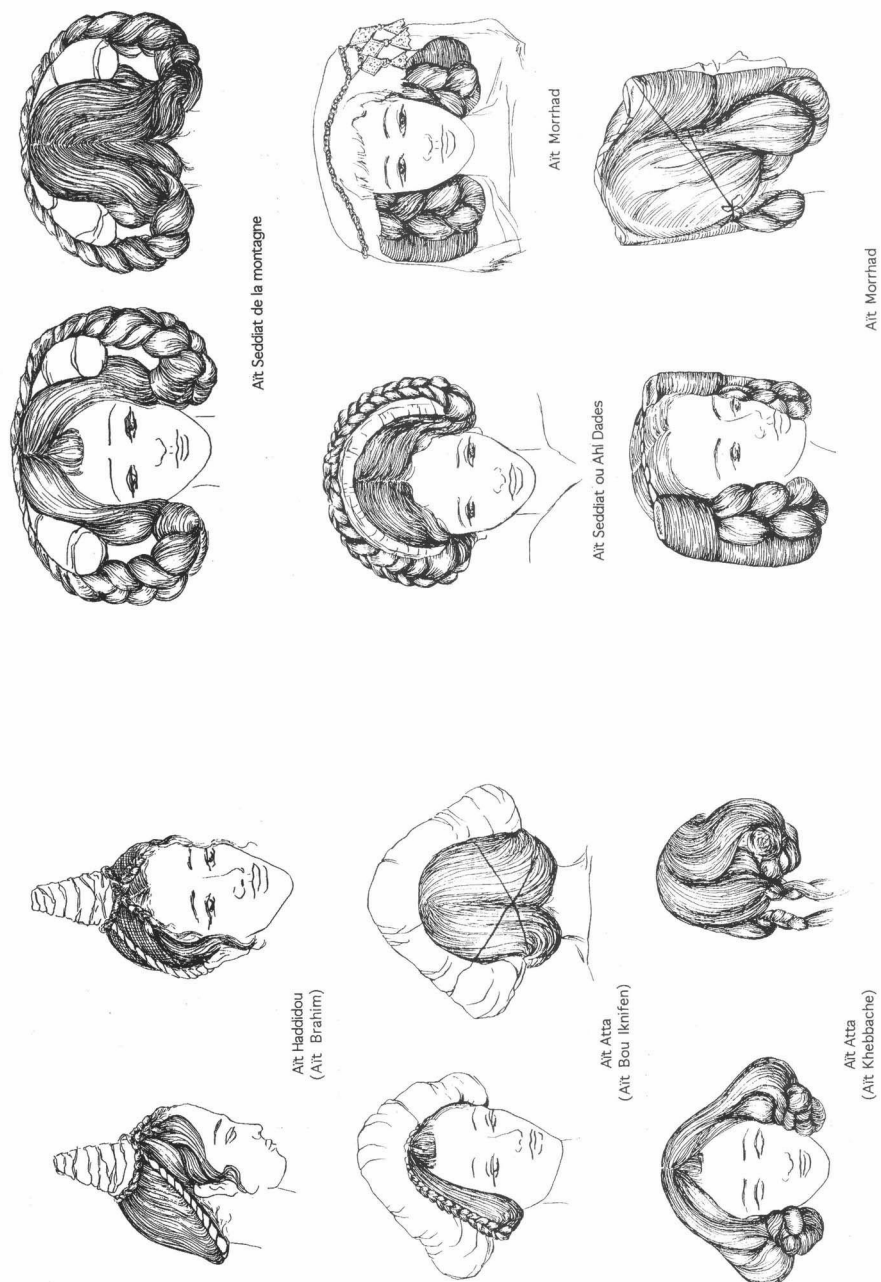 Aït Haddidou
(Aït Brahim)
Aït Atta
(Aït Bou Iknifen)
Aït Atta
(Aït Khebbache)
Aït Seddiat de la montagne
Aït Seddiat ou Ahl Dades
Aït Morrhad
Aït Morrhad